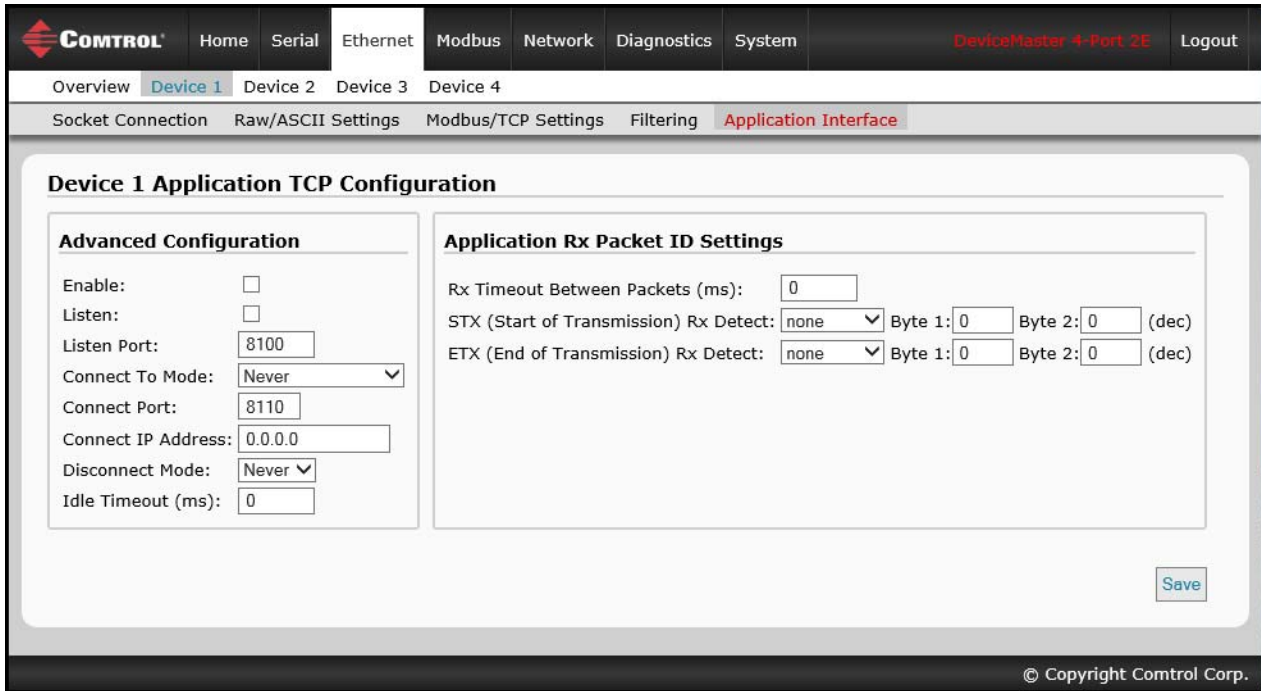 COMTROL Home Serial Ethernet Modbus Network Diagnostics System DeviceMaster 4-Port 2E Logout
Overview Device 1 Device 2 Device 3 Device 4
Socket Connection Raw/ASCII Settings Modbus/TCP Settings Filtering Application Interface
Device 1 Application TCP Configuration
Advanced Configuration
Enable:
Listen:
Listen Port: 8100
Connect To Mode: Never
Connect Port: 8110
Connect IP Address: 0.0.0.0
Disconnect Mode: Never
Idle Timeout (ms): 0
Application Rx Packet ID Settings
Rx Timeout Between Packets (ms): 0
STX (Start of Transmission) Rx Detect: none Byte 1: 0 Byte 2: 0 (dec)
ETX (End of Transmission) Rx Detect: none Byte 1: 0 Byte 2: 0 (dec)
Save
© Copyright Comtrol Corp.